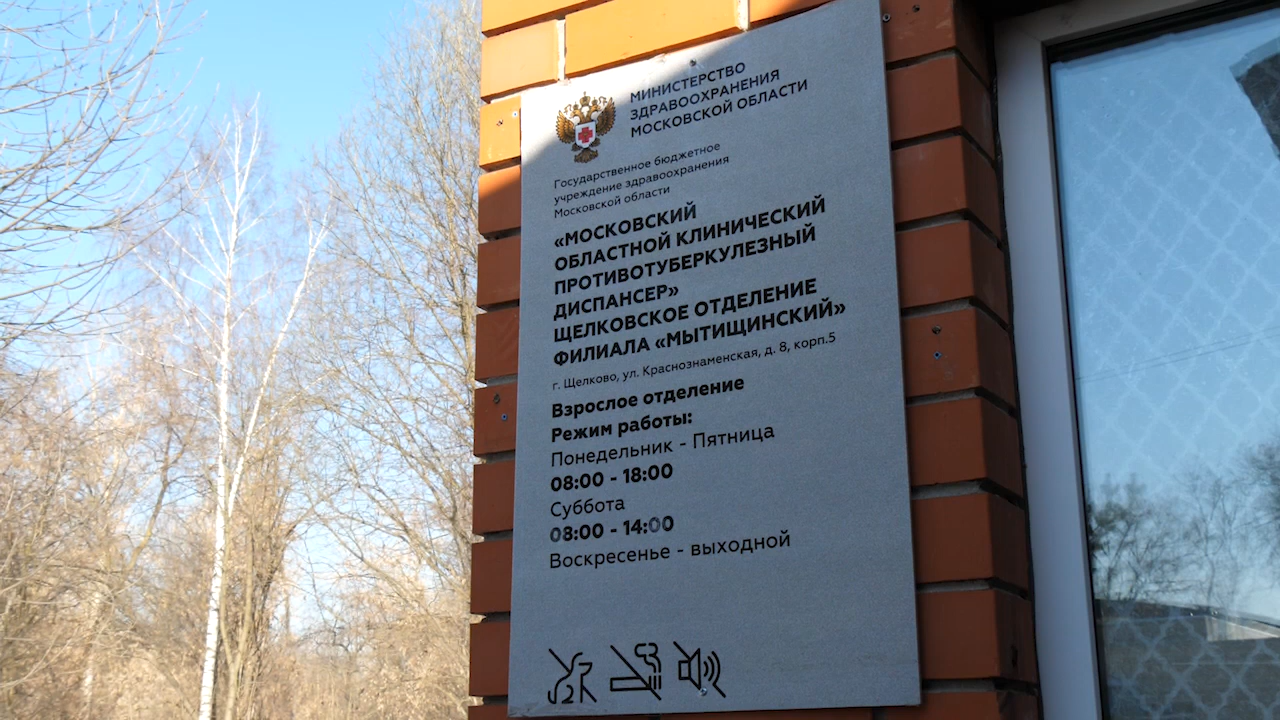 МИНИСТЕРСТВО
ЗДРАВООХРАНЕНИЯ
МОСКОВСКОЙ ОБЛАСТИ
Государственное бюджетное
учреждение здравоохранения
Московской области
«МОСКОВСКИЙ
ОБЛАСТНОЙ КЛИНИЧЕСКИЙ
ПРОТИВОТУБЕРКУЛЕЗНЫЙ
ДИСПАНСЕР»
ЩЕЛКОВСКОЕ ОТДЕЛЕНИЕ
ФИЛИАЛА «МЫТИЩИНСКИЙ»
г. Щелково, ул. Краснознаменская, д. 8, корп.5
Взрослое отделение
Режим работы:
Понедельник - Пятница
08:00 - 18:00
Суббота
08:00 - 14:00
Воскресенье - выходной